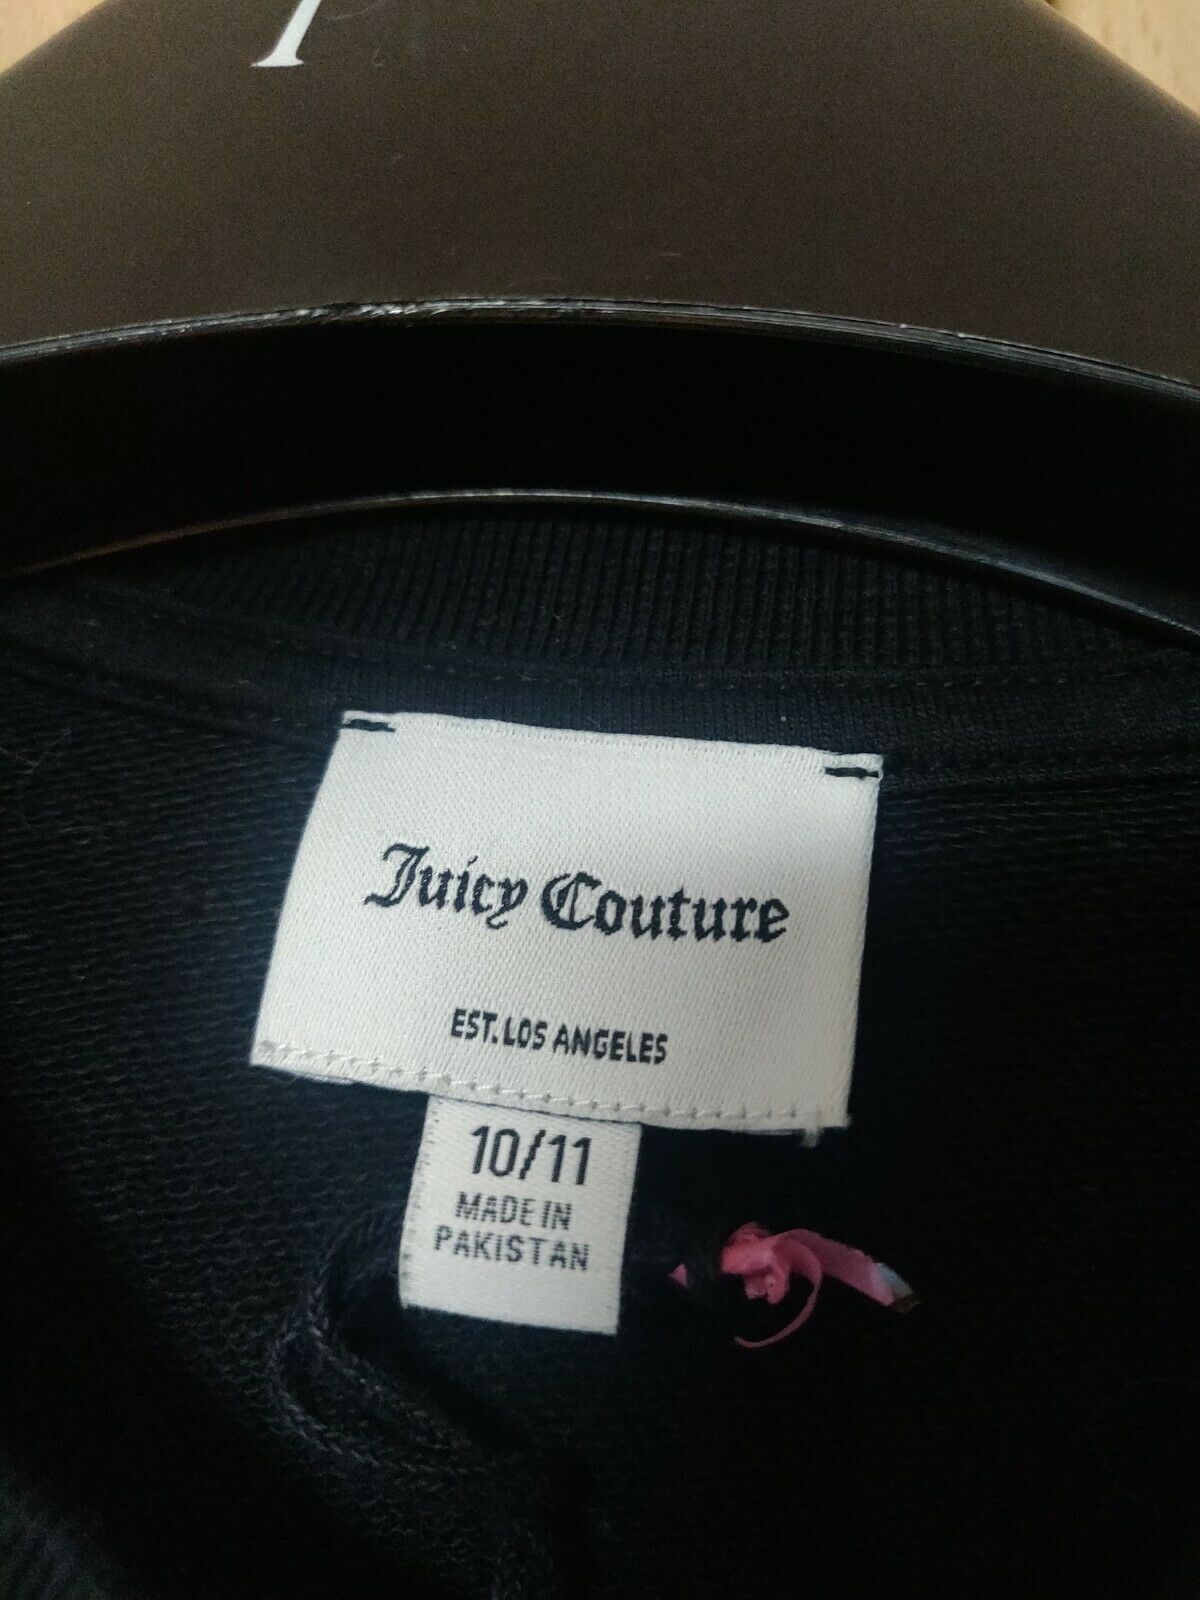 Juicy Couture
EST. LOS ANGELES
10/11
MADE IN
PAKISTAN